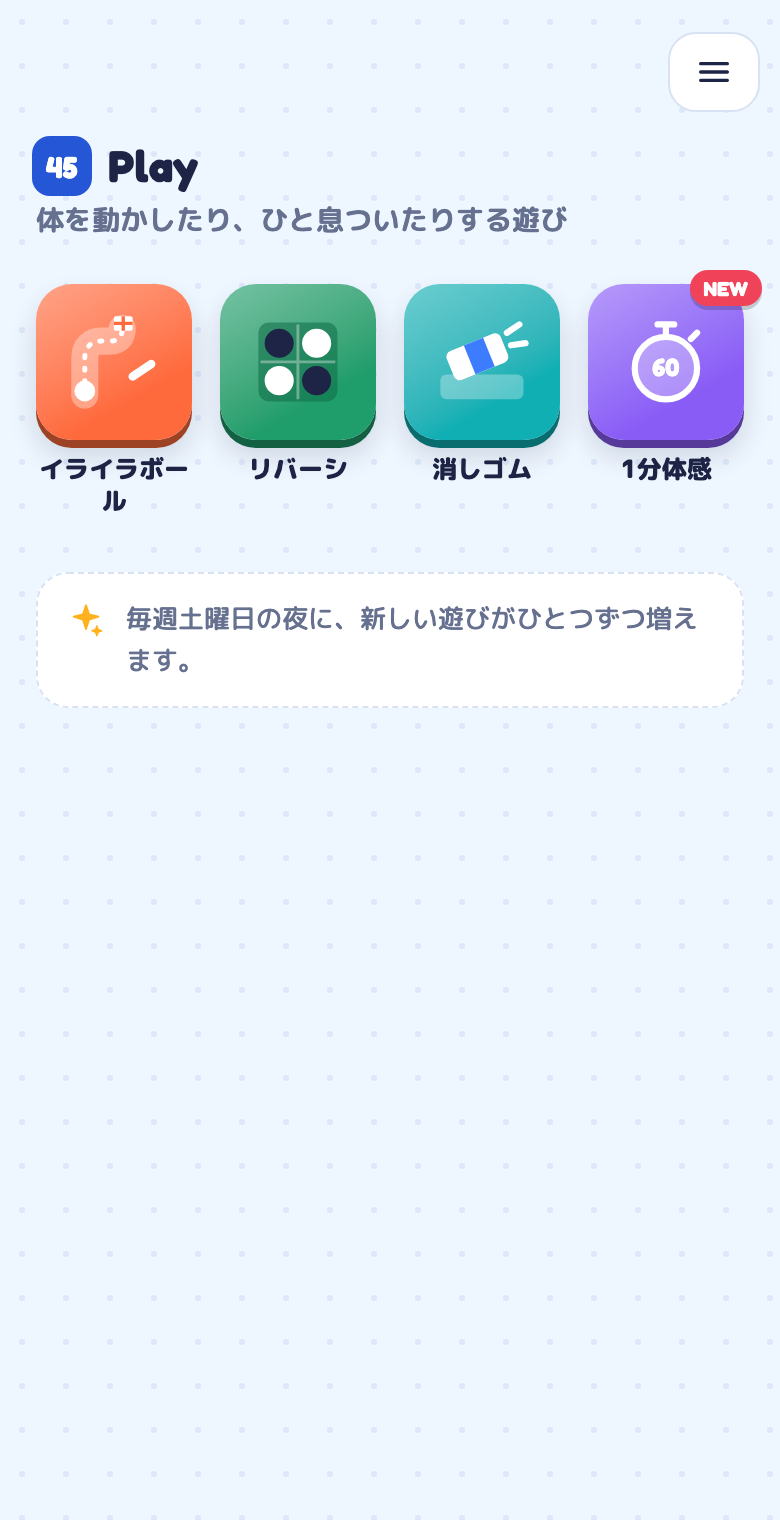 45 Play
体を動かしたり、ひと息ついたりする遊び
NEW
60
イライラボー
ル
リバーシ
消しゴム
1分体感
毎週土曜日の夜に、新しい遊びがひとつずつ増え
ます。